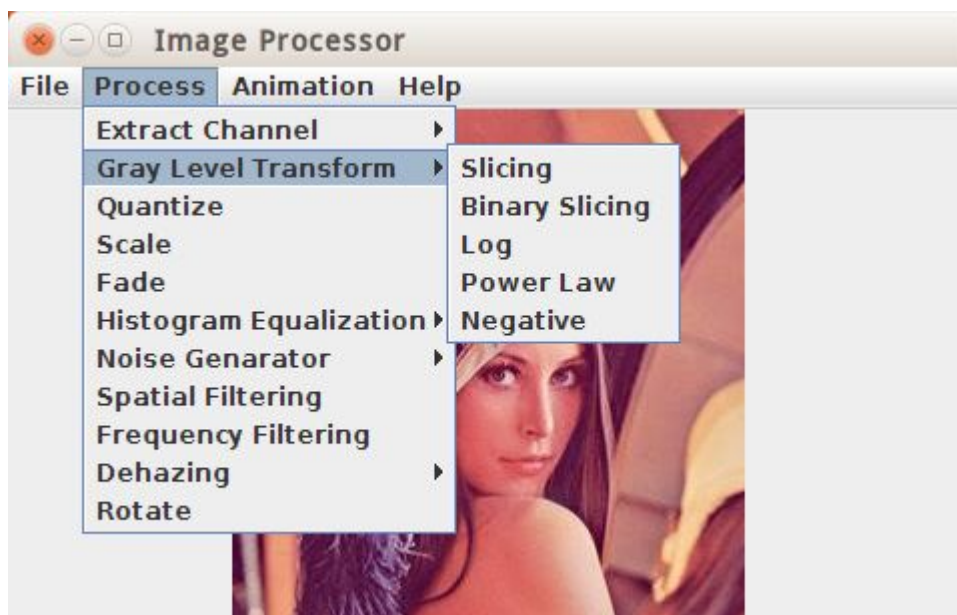 Image Processor
File Process Animation Help
Extract Channel
Gray Level Transform
Quantize
Scale
Fade
Histogram Equalization
Noise Genarator
Spatial Filtering
Frequency Filtering
Dehazing
Rotate
Slicing
Binary Slicing
Log
Power Law
Negative